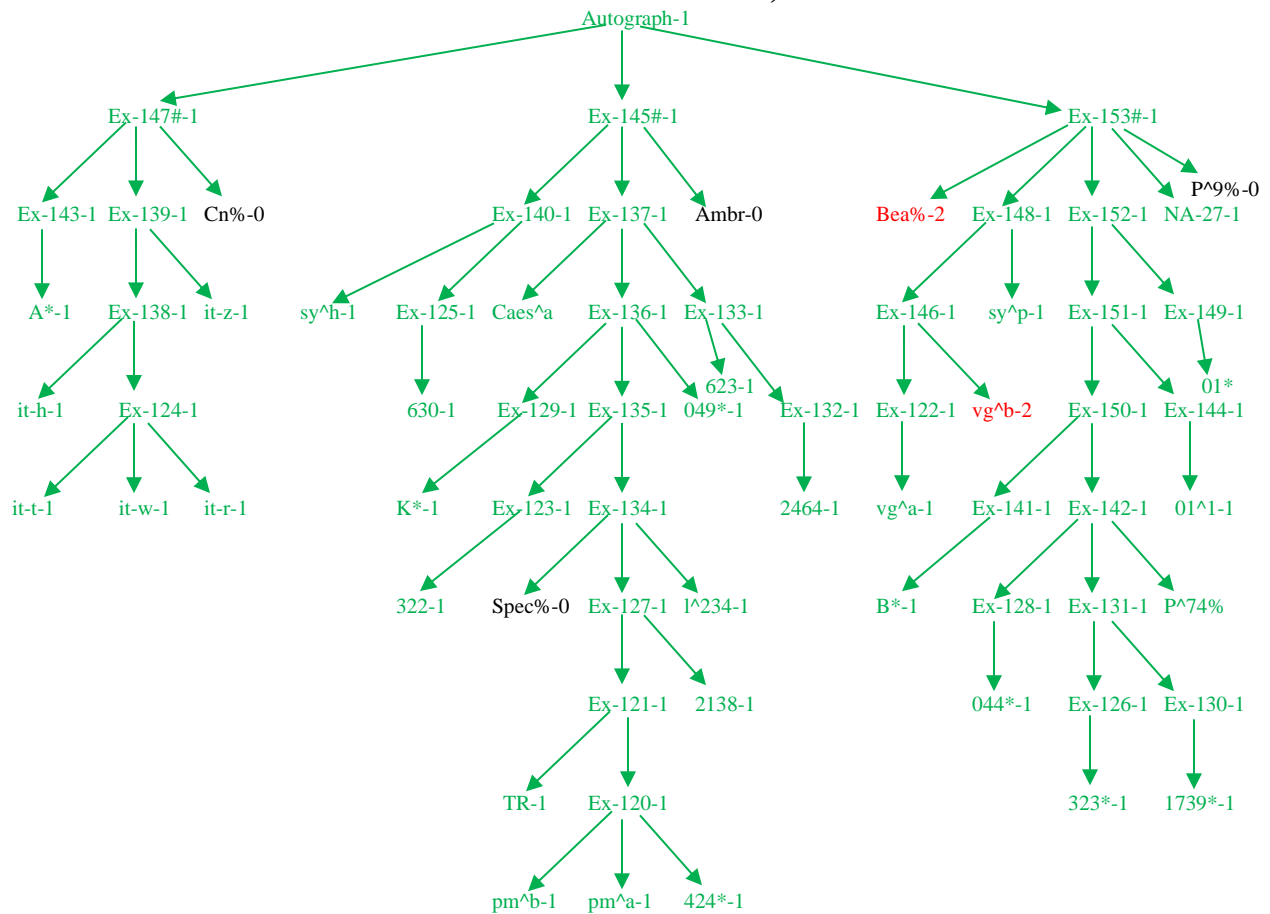 Autograph-1
Ex-147#-1 Ex-145#-1 Ex-153#-1
P^9%-0
Ex-143-1 Ex-139-1 Cn%-0 Ex-140-1 Ex-137-1 Ambr-0 Bea%-2 Ex-148-1 Ex-152-1 NA-27-1
A*-1 Ex-138-1 it-z-1 sy^h-1 Ex-125-1 Caes^a Ex-136-1 Ex-133-1 Ex-146-1 sy^p-1 Ex-151-1 Ex-149-1
623-1 01*
it-h-1 Ex-124-1 630-1 Ex-129-1 Ex-135-1 049*-1 Ex-132-1 Ex-122-1 vg^b-2 Ex-150-1 Ex-144-1
it-t-1 it-w-1 it-r-1 K*-1 Ex-123-1 Ex-134-1 2464-1 vg^a-1 Ex-141-1 Ex-142-1 01^1-1
322-1 Spec%-0 Ex-127-1 l^234-1 B*-1 Ex-128-1 Ex-131-1 P^74%
Ex-121-1 2138-1 044*-1 Ex-126-1 Ex-130-1
TR-1 Ex-120-1 323*-1 1739*-1
pm^b-1 pm^a-1 424*-1